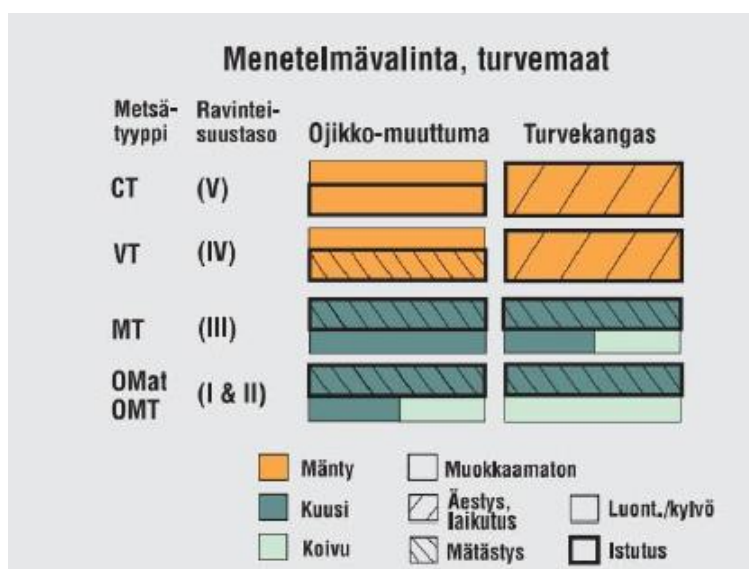 Menetelmävalinta, turvemaat
Metsä-
tyyppi
Ravintei-
suustaso
Ojikko-muuttuma
Turvekangas
CT
(V)
VT
(IV)
MT
(III)
OMat
OMT
(I & II)
Mänty
Kuusi
Koivu
Muokkaamaton
Äestys,
laikutus
Mätästys
Luont./kylvö
Istutus